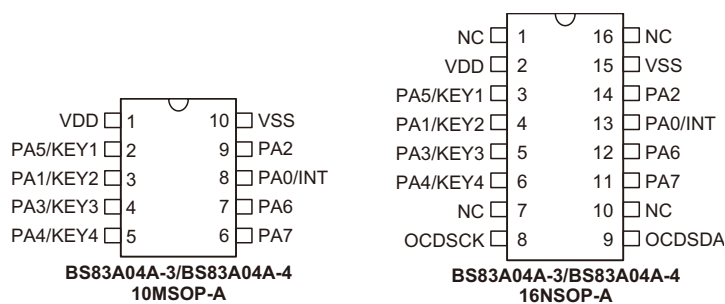 VDD 1 10 VSS
PA5/KEY1 2 9 PA2
PA1/KEY2 3 8 PA0/INT
PA3/KEY3 4 7 PA6
PA4/KEY4 5 6 PA7
BS83A04A-3/BS83A04A-4
10MSOP-A
NC 1 16 NC
VDD 2 15 VSS
PA5/KEY1 3 14 PA2
PA1/KEY2 4 13 PA0/INT
PA3/KEY3 5 12 PA6
PA4/KEY4 6 11 PA7
NC 7 10 NC
OCDSCK 8 9 OCDSDA
BS83A04A-3/BS83A04A-4
16NSOP-A